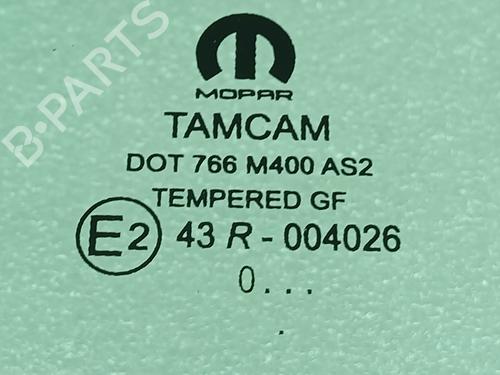 MOPAR
TAMCAM
DOT 766 M400 AS2
TEMPERED GF
E2 43 R - 004026
0...
.
B-PARTS